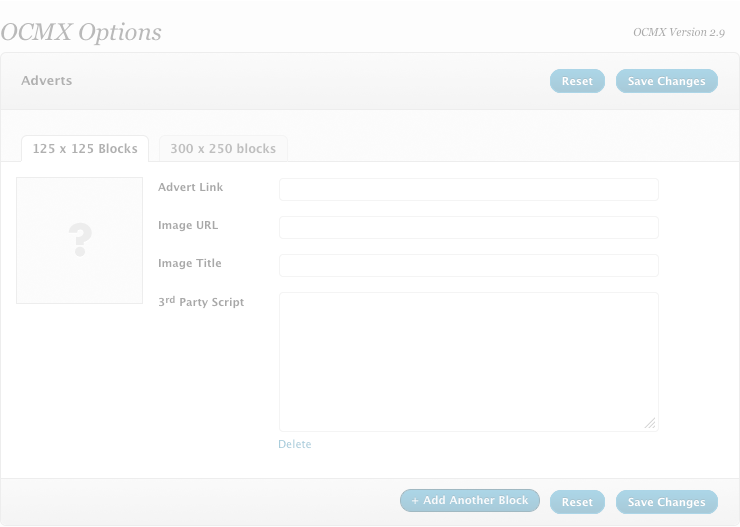 OCMX Options
OCMX Version 2.9
Adverts
Reset
Save Changes
125 x 125 Blocks
300 x 250 blocks
?
Advert Link
Image URL
Image Title
3rd Party Script
Delete
+ Add Another Block
Reset
Save Changes